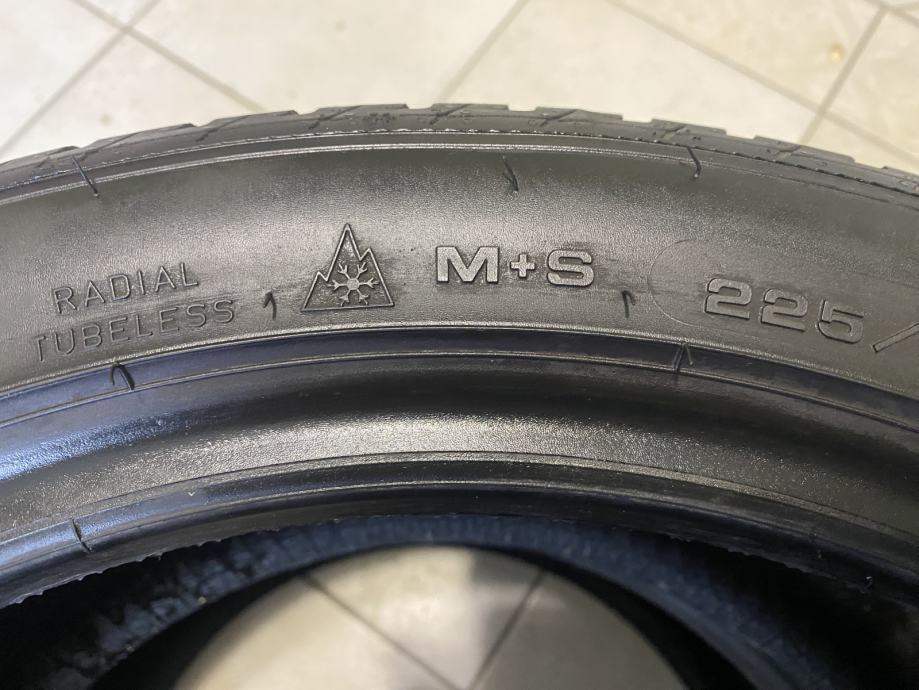 RADIAL
TUBELESS
M+S
225/